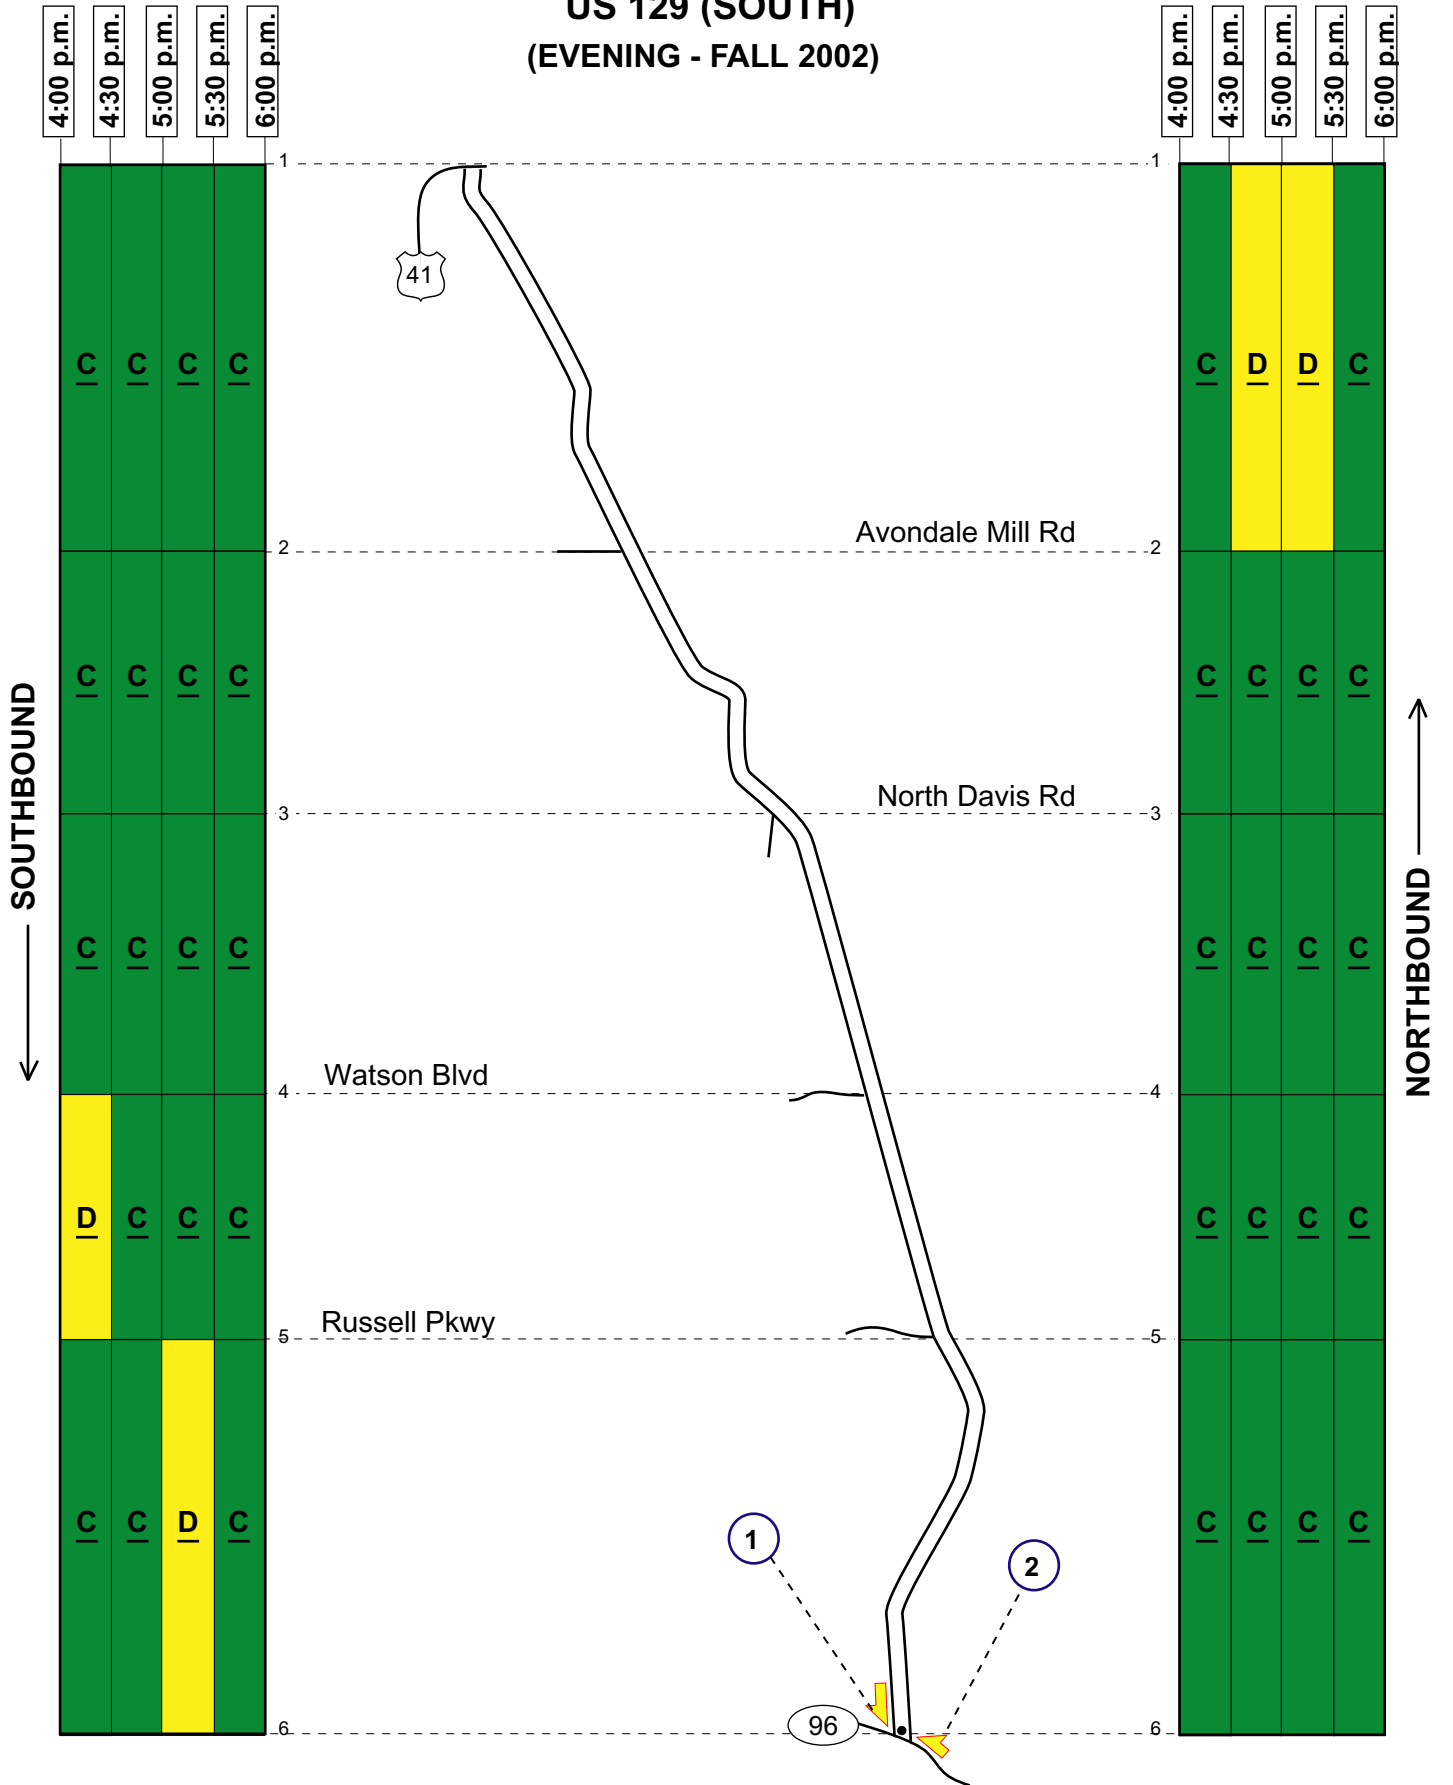 US 129 (SOUTH)
(EVENING - FALL 2002)
4:00 p.m.
4:30 p.m.
5:00 p.m.
5:30 p.m.
6:00 p.m.
4:00 p.m.
4:30 p.m.
5:00 p.m.
5:30 p.m.
6:00 p.m.
1
1
41
C C C C
C D D C
2
Avondale Mill Rd
2
C C C C
C C C C
SOUTHBOUND
NORTHBOUND
3
North Davis Rd
3
C C C C
C C C C
Watson Blvd
4
4
D C C C
C C C C
Russell Pkwy
5
5
C C D C
C C C C
1
2
96
6
6